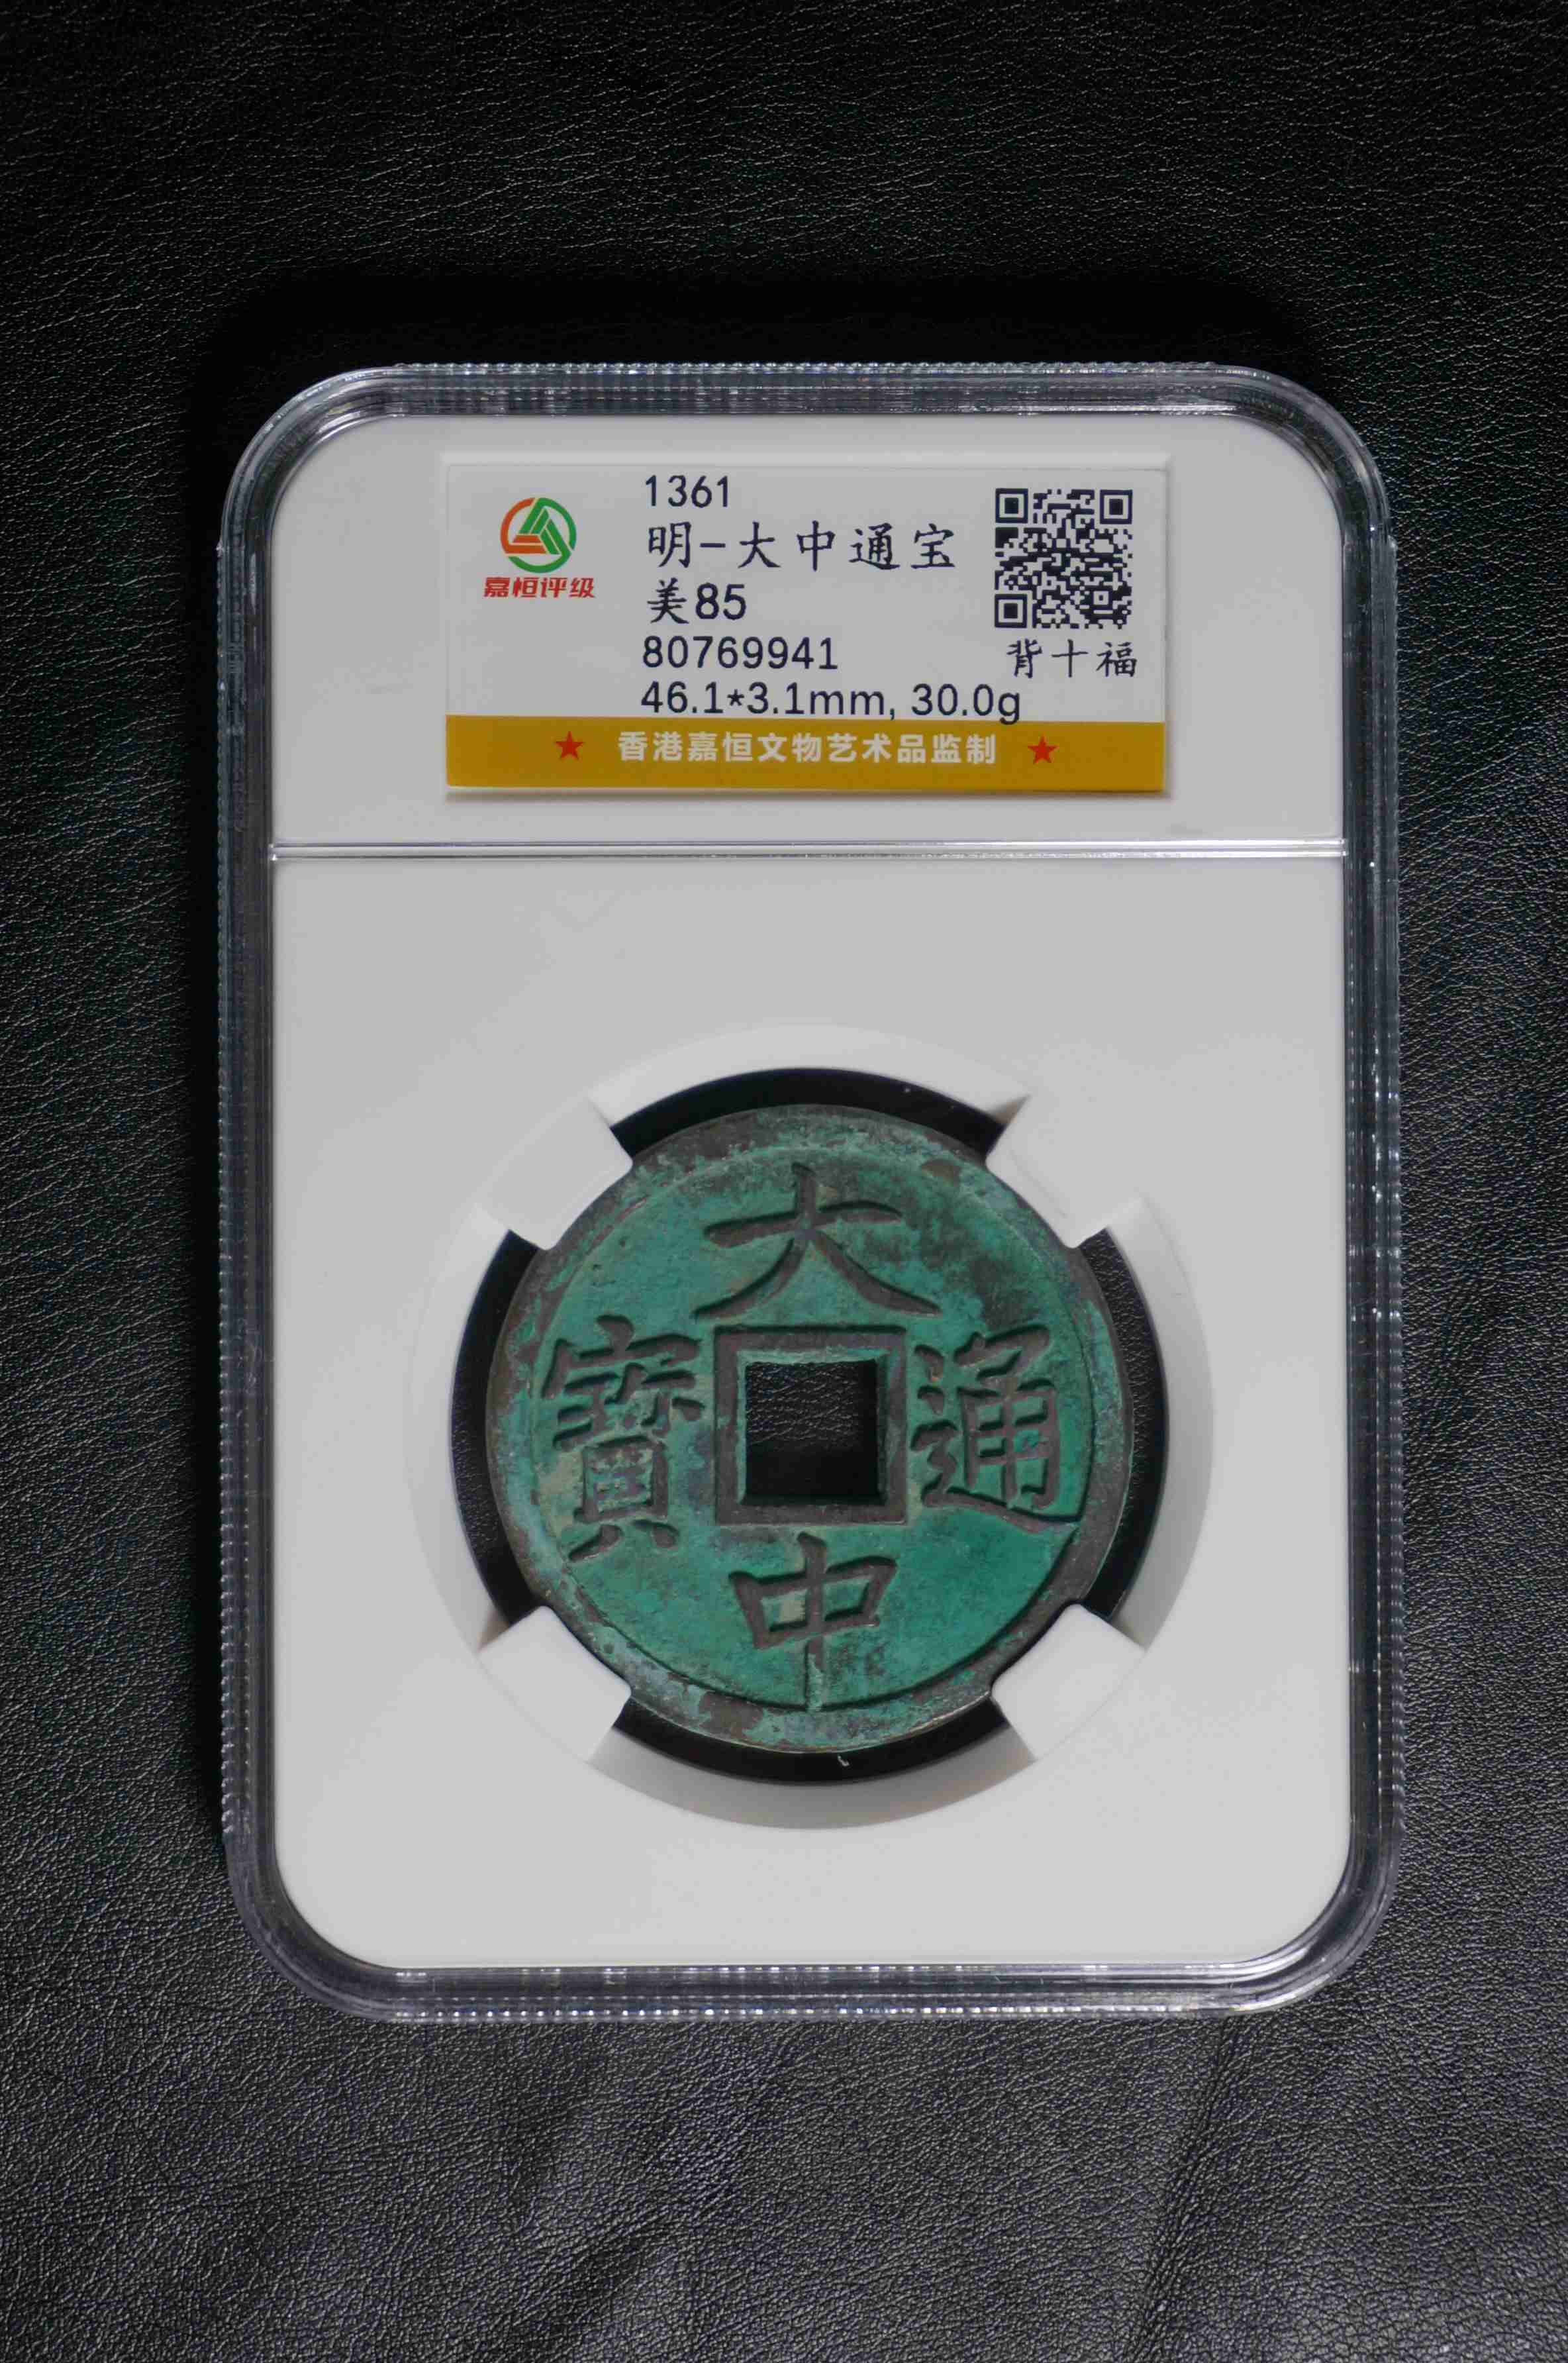 1361
明-大中通宝
美85
80769941
46.1*3.1mm, 30.0g
嘉恒评级
背十福
★ 香港嘉恒文物艺术品监制 ★
大中通寶